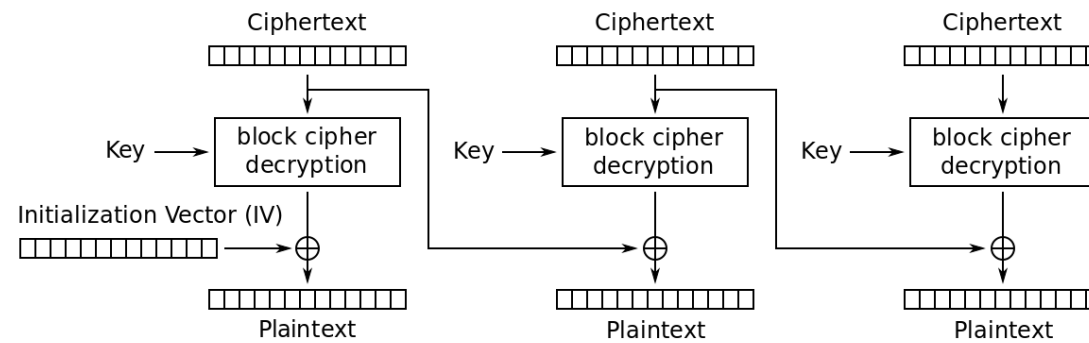 Ciphertext
Ciphertext
Ciphertext
Key
block cipher
decryption
Key
block cipher
decryption
Key
block cipher
decryption
Initialization Vector (IV)
Plaintext
Plaintext
Plaintext